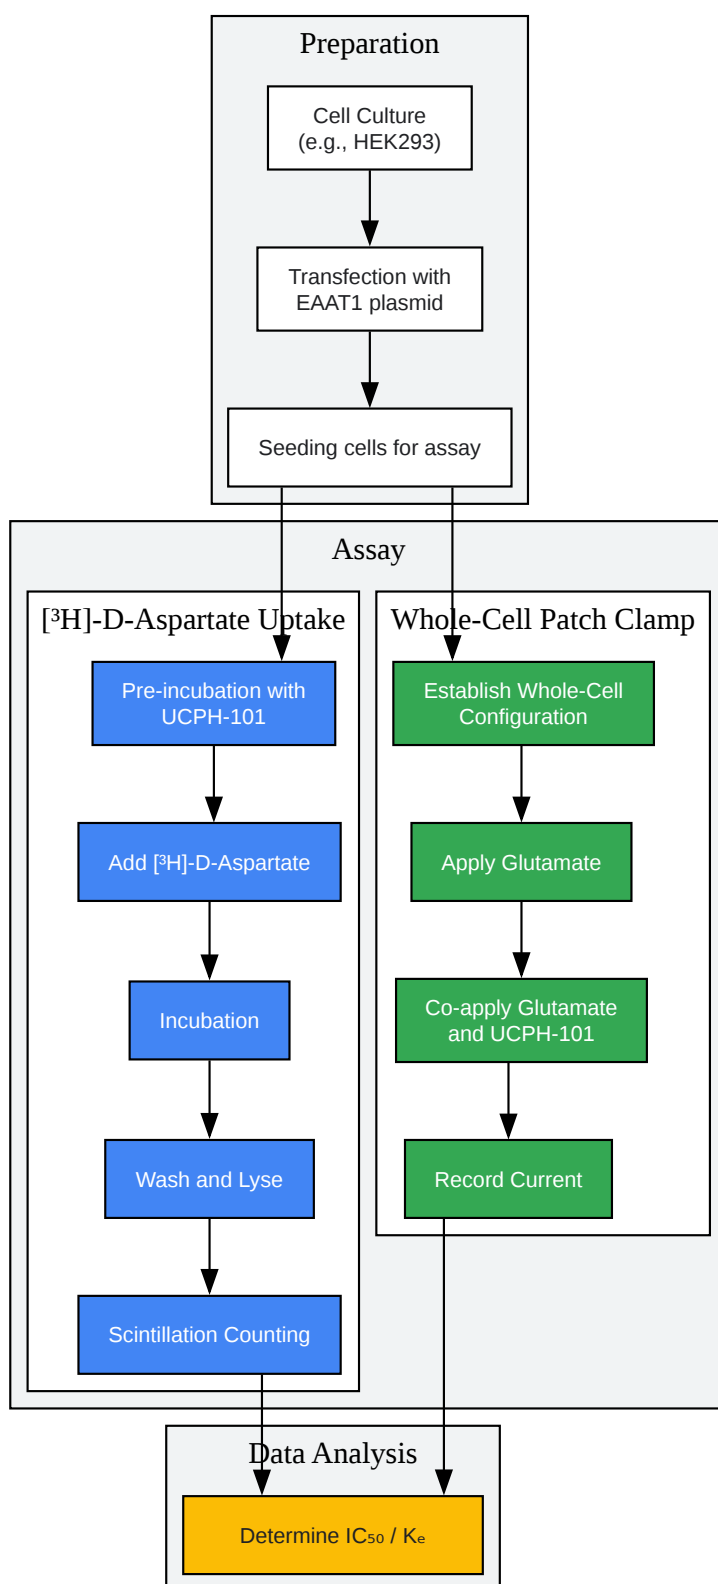 Preparation
Cell Culture
(e.g., HEK293)
Transfection with
EAAT1 plasmid
Seeding cells for assay
Assay
[³H]-D-Aspartate Uptake
Pre-incubation with
UCPH-101
Add [³H]-D-Aspartate
Incubation
Wash and Lyse
Scintillation Counting
Whole-Cell Patch Clamp
Establish Whole-Cell
Configuration
Apply Glutamate
Co-apply Glutamate
and UCPH-101
Record Current
Data Analysis
Determine IC₅₀ / Kₑ